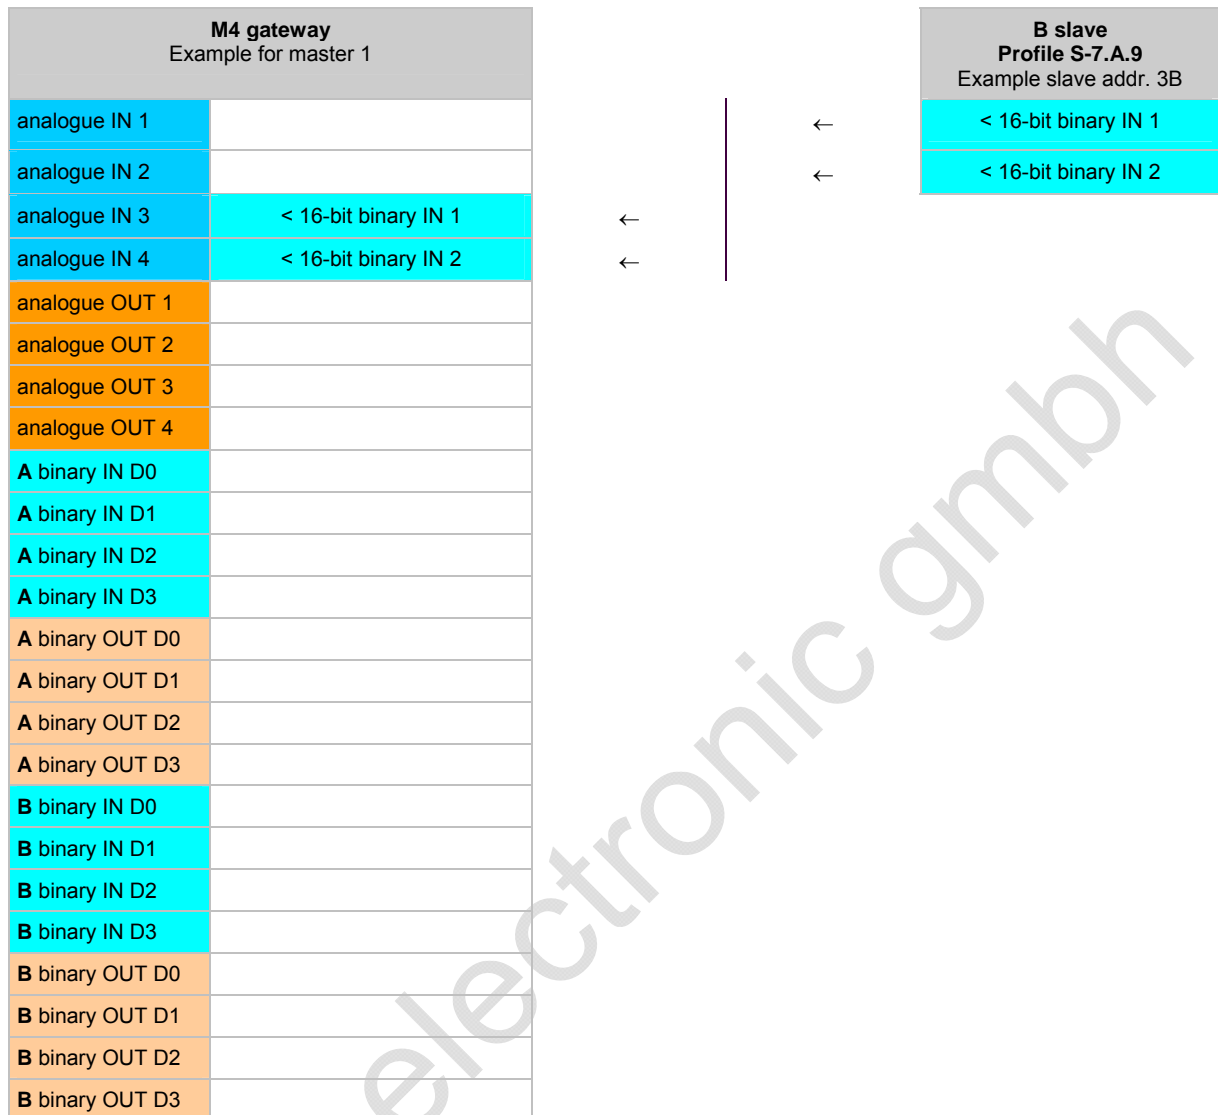 M4 gateway
Example for master 1
B slave
Profile S-7.A.9
Example slave addr. 3B
analogue IN 1 ← < 16-bit binary IN 1
analogue IN 2 ← < 16-bit binary IN 2
analogue IN 3 < 16-bit binary IN 1 ←
analogue IN 4 < 16-bit binary IN 2 ←
analogue OUT 1
analogue OUT 2
analogue OUT 3
analogue OUT 4
A binary IN D0
A binary IN D1
A binary IN D2
A binary IN D3
A binary OUT D0
A binary OUT D1
A binary OUT D2
A binary OUT D3
B binary IN D0
B binary IN D1
B binary IN D2
B binary IN D3
B binary OUT D0
B binary OUT D1
B binary OUT D2
B binary OUT D3
electronic gmbh